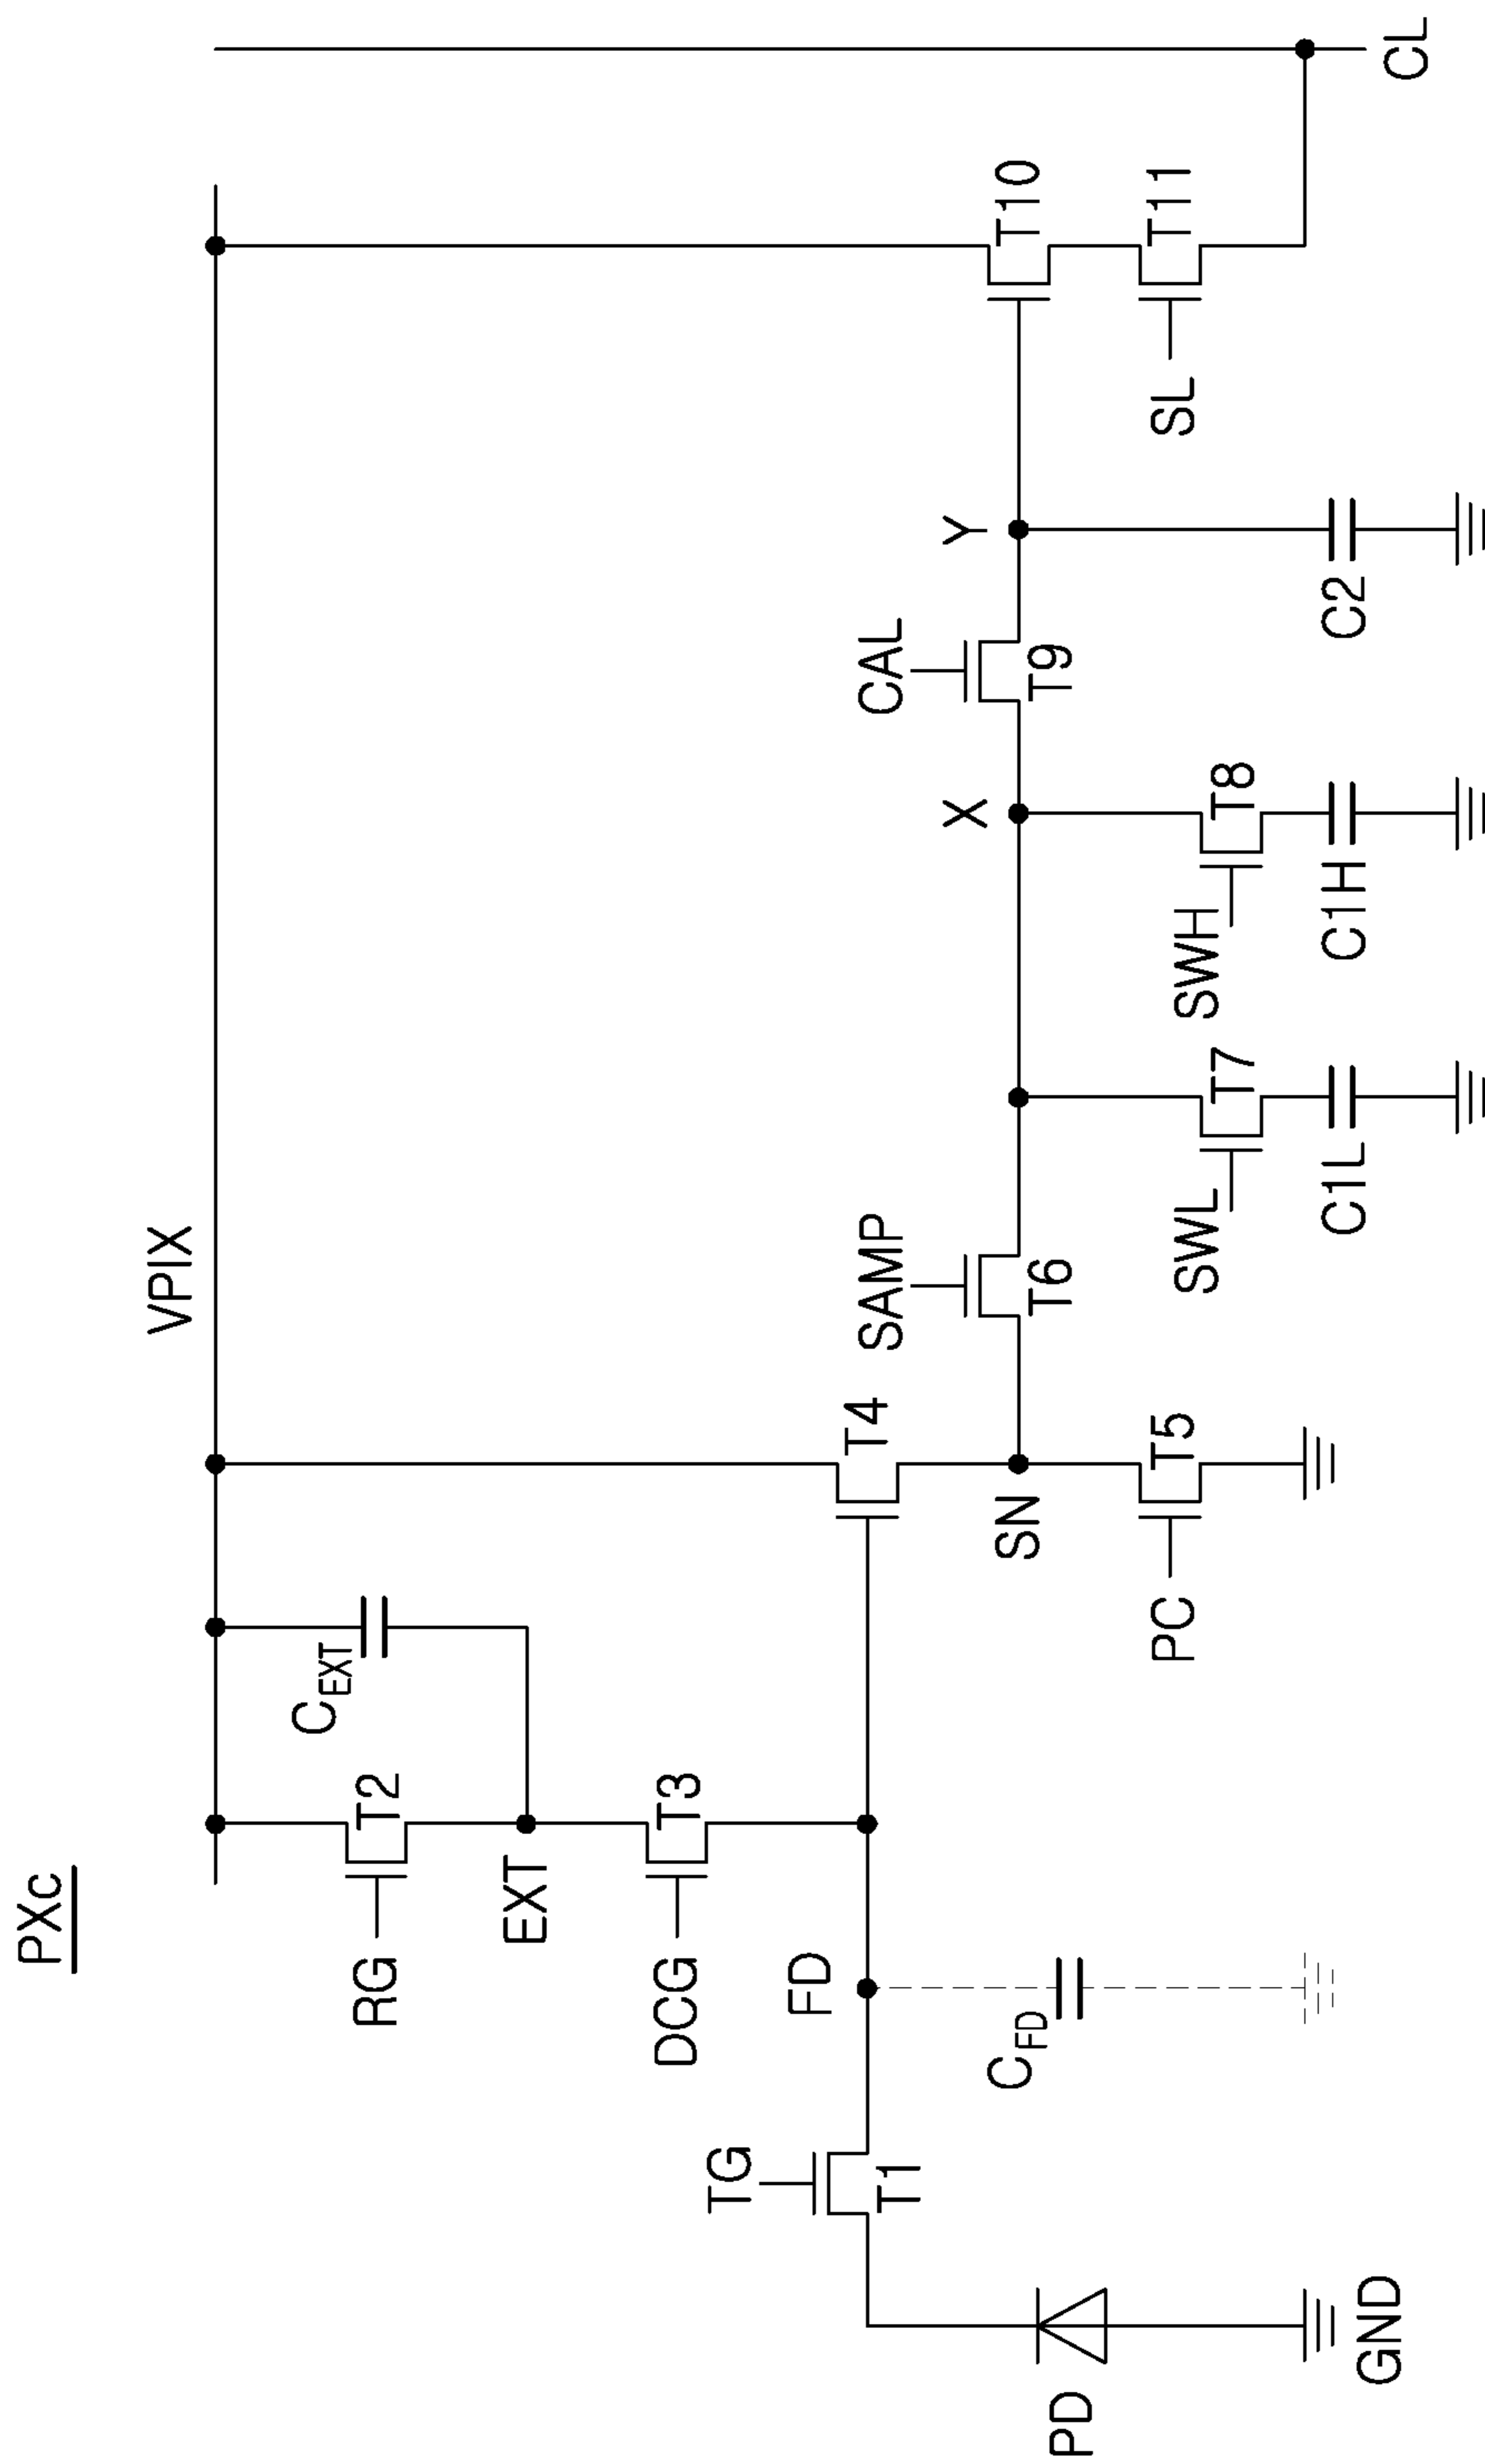 PXc
VPIX
RG
T2
CEXT
EXT
DCG
T3
TG
T1
FD
CFD
PD
GND
T4
SN
PC
T5
SAMP
T6
SWL
T7
C1L
X
SWH
T8
C1H
CAL
T9
Y
C2
T10
SL
T11
CL